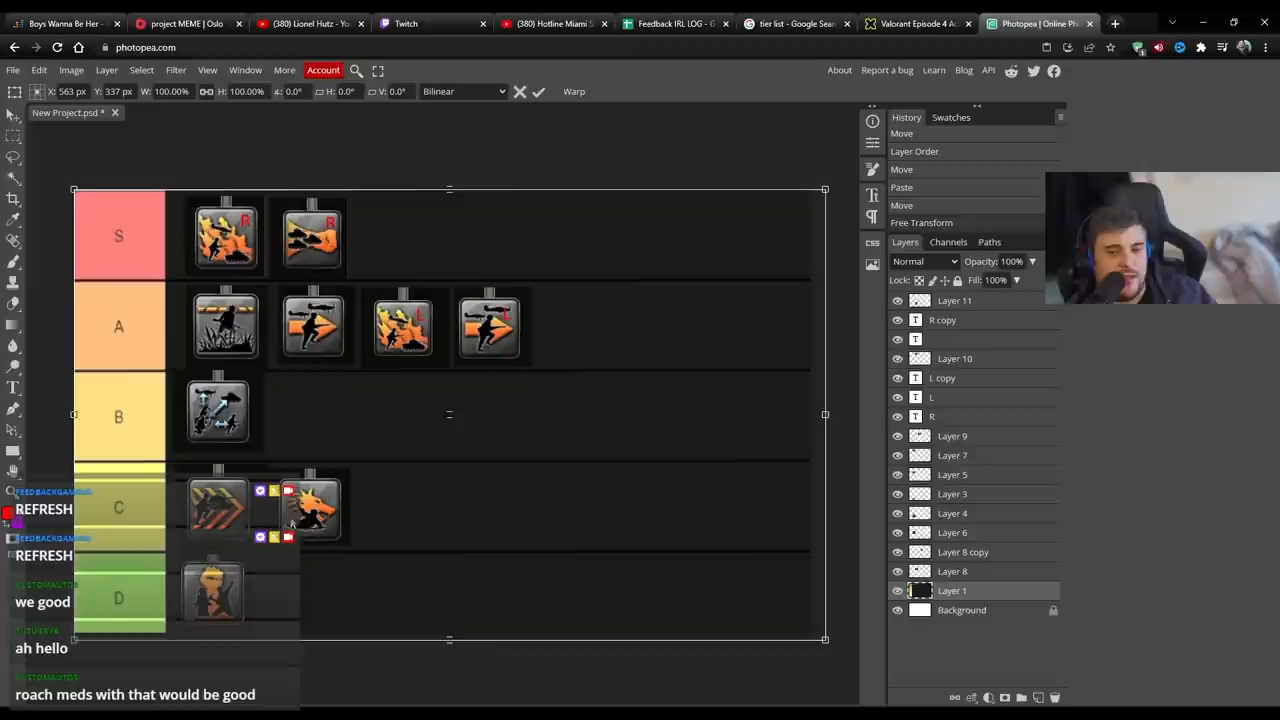 Boys Wanna Be Her -
project MEME | Oslo
(380) Lionel Hutz - Yo
Twitch
(380) Hotline Miami S
Feedback IRL LOG - G
tier list - Google Sear
Valorant Episode 4 Ac
Photopea | Online Ph
photopea.com
File Edit Image Layer Select Filter View Window More Account
About Report a bug Learn Blog API
X: 563 px Y: 337 px W: 100.00% H: 100.00% 0.0° H: 0.0° V: 0.0° Bilinear Warp
New Project.psd *
History Swatches
Move
Layer Order
Move
Paste
Move
Free Transform
Layers Channels Paths
Normal Opacity: 100%
Lock: Fill: 100%
Layer 11
R copy
Layer 10
L copy
L
R
Layer 9
Layer 7
Layer 5
Layer 3
Layer 4
Layer 6
Layer 8 copy
Layer 8
Layer 1
Background
CSS
S
R
R
A
L
L
B
C
D
FEEDBACKGAMING
REFRESH
FEEDBACKGAMING
REFRESH
CUSTOMAUTOS
we good
ah hello
CUSTOMAUTOS
roach meds with that would be good